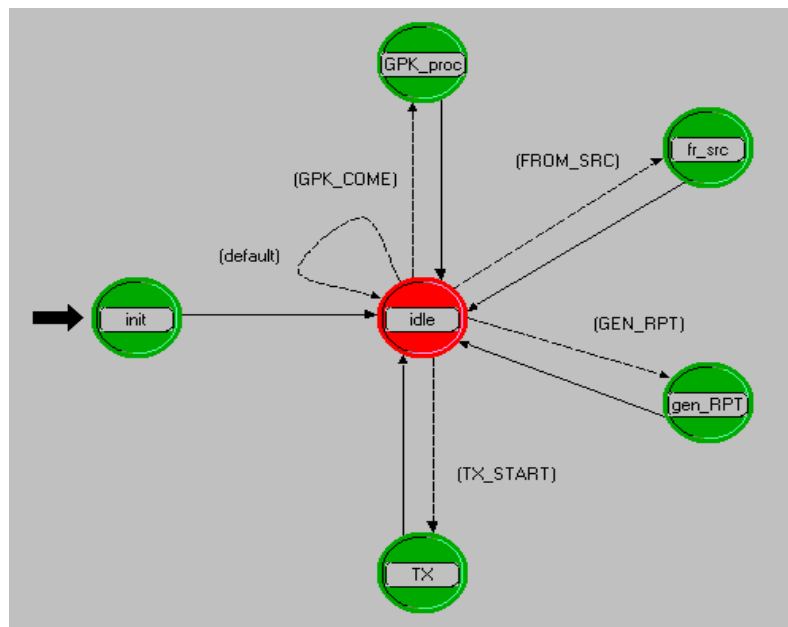 GPK_proc
fr_src
(FROM_SRC)
(GPK_COME)
(default)
init
idle
(GEN_RPT)
gen_RPT
(TX_START)
TX